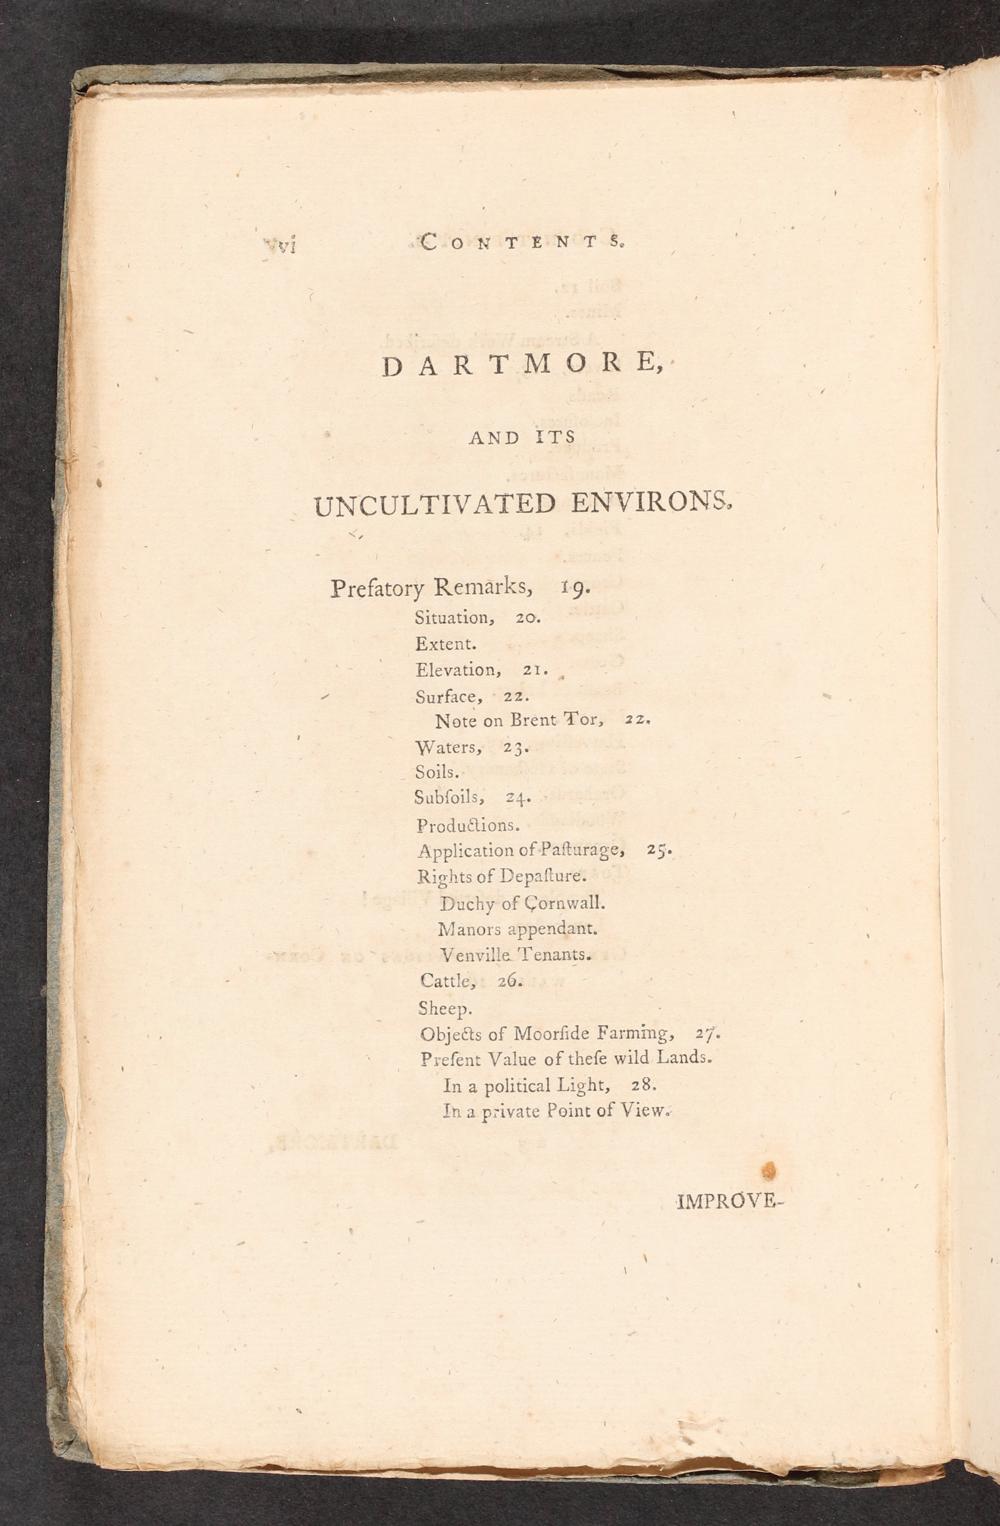 vi CONTENTS.
DARTMORE,
AND ITS
UNCULTIVATED ENVIRONS.
Prefatory Remarks, 19.
Situation, 20.
Extent.
Elevation, 21.
Surface, 22.
Note on Brent Tor, 22.
Waters, 23.
Soils.
Subſoils, 24.
Productions.
Application of Paſturage, 25.
Rights of Depaſture.
Duchy of Cornwall.
Manors appendant.
Venville Tenants.
Cattle, 26.
Sheep.
Objects of Moorſide Farming, 27.
Preſent Value of theſe wild Lands.
In a political Light, 28.
In a private Point of View.
IMPROVE-